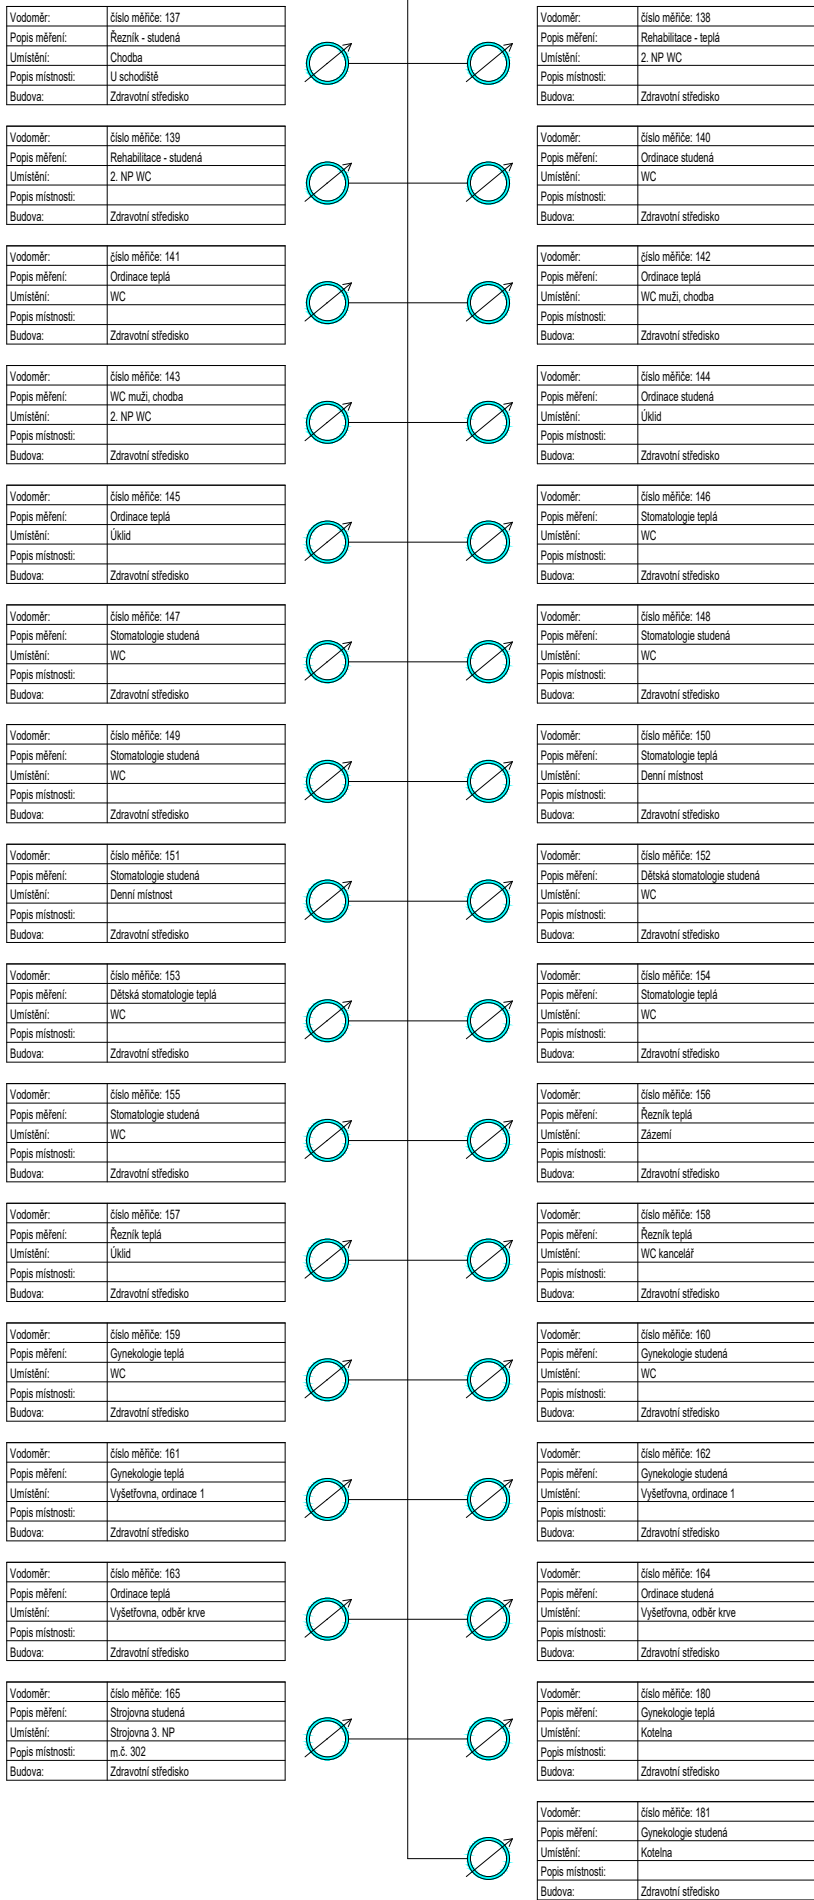 Vodoměr: číslo měřiče: 137
Popis měření: Řezník - studená
Umístění: Chodba
Popis místnosti: U schodiště
Budova: Zdravotní středisko
Vodoměr: číslo měřiče: 138
Popis měření: Rehabilitace - teplá
Umístění: 2. NP WC
Popis místnosti:
Budova: Zdravotní středisko
Vodoměr: číslo měřiče: 139
Popis měření: Rehabilitace - studená
Umístění: 2. NP WC
Popis místnosti:
Budova: Zdravotní středisko
Vodoměr: číslo měřiče: 140
Popis měření: Ordinace studená
Umístění: WC
Popis místnosti:
Budova: Zdravotní středisko
Vodoměr: číslo měřiče: 141
Popis měření: Ordinace teplá
Umístění: WC
Popis místnosti:
Budova: Zdravotní středisko
Vodoměr: číslo měřiče: 142
Popis měření: Ordinace teplá
Umístění: WC muži, chodba
Popis místnosti:
Budova: Zdravotní středisko
Vodoměr: číslo měřiče: 143
Popis měření: WC muži, chodba
Umístění: 2. NP WC
Popis místnosti:
Budova: Zdravotní středisko
Vodoměr: číslo měřiče: 144
Popis měření: Ordinace studená
Umístění: Úklid
Popis místnosti:
Budova: Zdravotní středisko
Vodoměr: číslo měřiče: 145
Popis měření: Ordinace teplá
Umístění: Úklid
Popis místnosti:
Budova: Zdravotní středisko
Vodoměr: číslo měřiče: 146
Popis měření: Stomatologie teplá
Umístění: WC
Popis místnosti:
Budova: Zdravotní středisko
Vodoměr: číslo měřiče: 147
Popis měření: Stomatologie studená
Umístění: WC
Popis místnosti:
Budova: Zdravotní středisko
Vodoměr: číslo měřiče: 148
Popis měření: Stomatologie studená
Umístění: WC
Popis místnosti:
Budova: Zdravotní středisko
Vodoměr: číslo měřiče: 149
Popis měření: Stomatologie studená
Umístění: WC
Popis místnosti:
Budova: Zdravotní středisko
Vodoměr: číslo měřiče: 150
Popis měření: Stomatologie teplá
Umístění: Denní místnost
Popis místnosti:
Budova: Zdravotní středisko
Vodoměr: číslo měřiče: 151
Popis měření: Stomatologie studená
Umístění: Denní místnost
Popis místnosti:
Budova: Zdravotní středisko
Vodoměr: číslo měřiče: 152
Popis měření: Dětská stomatologie studená
Umístění: WC
Popis místnosti:
Budova: Zdravotní středisko
Vodoměr: číslo měřiče: 153
Popis měření: Dětská stomatologie teplá
Umístění: WC
Popis místnosti:
Budova: Zdravotní středisko
Vodoměr: číslo měřiče: 154
Popis měření: Stomatologie teplá
Umístění: WC
Popis místnosti:
Budova: Zdravotní středisko
Vodoměr: číslo měřiče: 155
Popis měření: Stomatologie studená
Umístění: WC
Popis místnosti:
Budova: Zdravotní středisko
Vodoměr: číslo měřiče: 156
Popis měření: Řezník teplá
Umístění: Zázemí
Popis místnosti:
Budova: Zdravotní středisko
Vodoměr: číslo měřiče: 157
Popis měření: Řezník teplá
Umístění: Úklid
Popis místnosti:
Budova: Zdravotní středisko
Vodoměr: číslo měřiče: 158
Popis měření: Řezník teplá
Umístění: WC kancelář
Popis místnosti:
Budova: Zdravotní středisko
Vodoměr: číslo měřiče: 159
Popis měření: Gynekologie teplá
Umístění: WC
Popis místnosti:
Budova: Zdravotní středisko
Vodoměr: číslo měřiče: 160
Popis měření: Gynekologie studená
Umístění: WC
Popis místnosti:
Budova: Zdravotní středisko
Vodoměr: číslo měřiče: 161
Popis měření: Gynekologie teplá
Umístění: Vyšetřovna, ordinace 1
Popis místnosti:
Budova: Zdravotní středisko
Vodoměr: číslo měřiče: 162
Popis měření: Gynekologie studená
Umístění: Vyšetřovna, ordinace 1
Popis místnosti:
Budova: Zdravotní středisko
Vodoměr: číslo měřiče: 163
Popis měření: Ordinace teplá
Umístění: Vyšetřovna, odběr krve
Popis místnosti:
Budova: Zdravotní středisko
Vodoměr: číslo měřiče: 164
Popis měření: Ordinace studená
Umístění: Vyšetřovna, odběr krve
Popis místnosti:
Budova: Zdravotní středisko
Vodoměr: číslo měřiče: 165
Popis měření: Strojovna studená
Umístění: Strojovna 3. NP
Popis místnosti: m.č. 302
Budova: Zdravotní středisko
Vodoměr: číslo měřiče: 180
Popis měření: Gynekologie teplá
Umístění: Kotelna
Popis místnosti:
Budova: Zdravotní středisko
Vodoměr: číslo měřiče: 181
Popis měření: Gynekologie studená
Umístění: Kotelna
Popis místnosti:
Budova: Zdravotní středisko